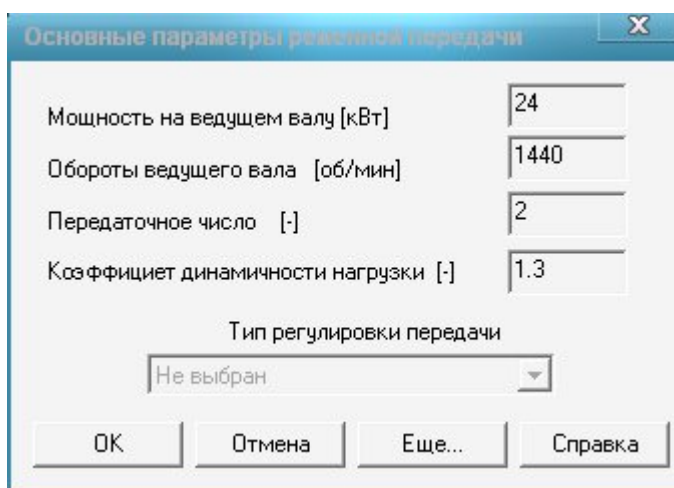 Основные параметры ременной передачи
Мощность на ведущем валу [кВт] 24
Обороты ведущего вала [об/мин] 1440
Передаточное число [-] 2
Коэффициет динамичности нагрузки [-] 1.3
Тип регулировки передачи
Не выбран
OK Отмена Еще... Справка